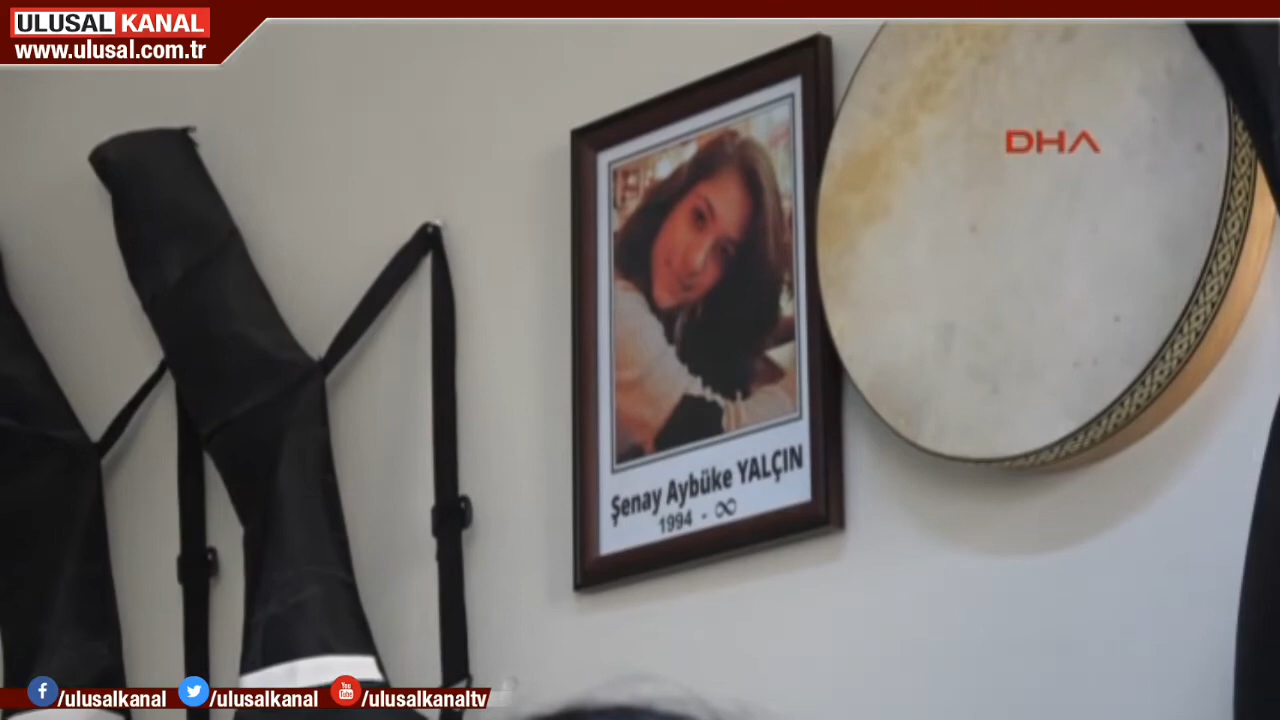 ULUSAL KANAL
www.ulusal.com.tr
DHA
Şenay Aybüke YALÇIN
1994 - ∞
/ulusalkanal /ulusalkanal /ulusalkanaltv